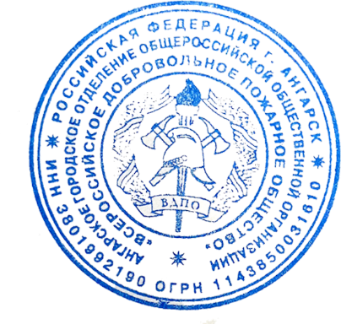 РОССИЙСКАЯ ФЕДЕРАЦИЯ г. АНГАРСК
ИНН 3801992190 ОГРН 1143850031610
АНГАРСКОЕ ГОРОДСКОЕ ОТДЕЛЕНИЕ ОБЩЕРОССИЙСКОЙ ОБЩЕСТВЕННОЙ ОРГАНИЗАЦИИ
"ВСЕРОССИЙСКОЕ ДОБРОВОЛЬНОЕ ПОЖАРНОЕ ОБЩЕСТВО"
ВДПО